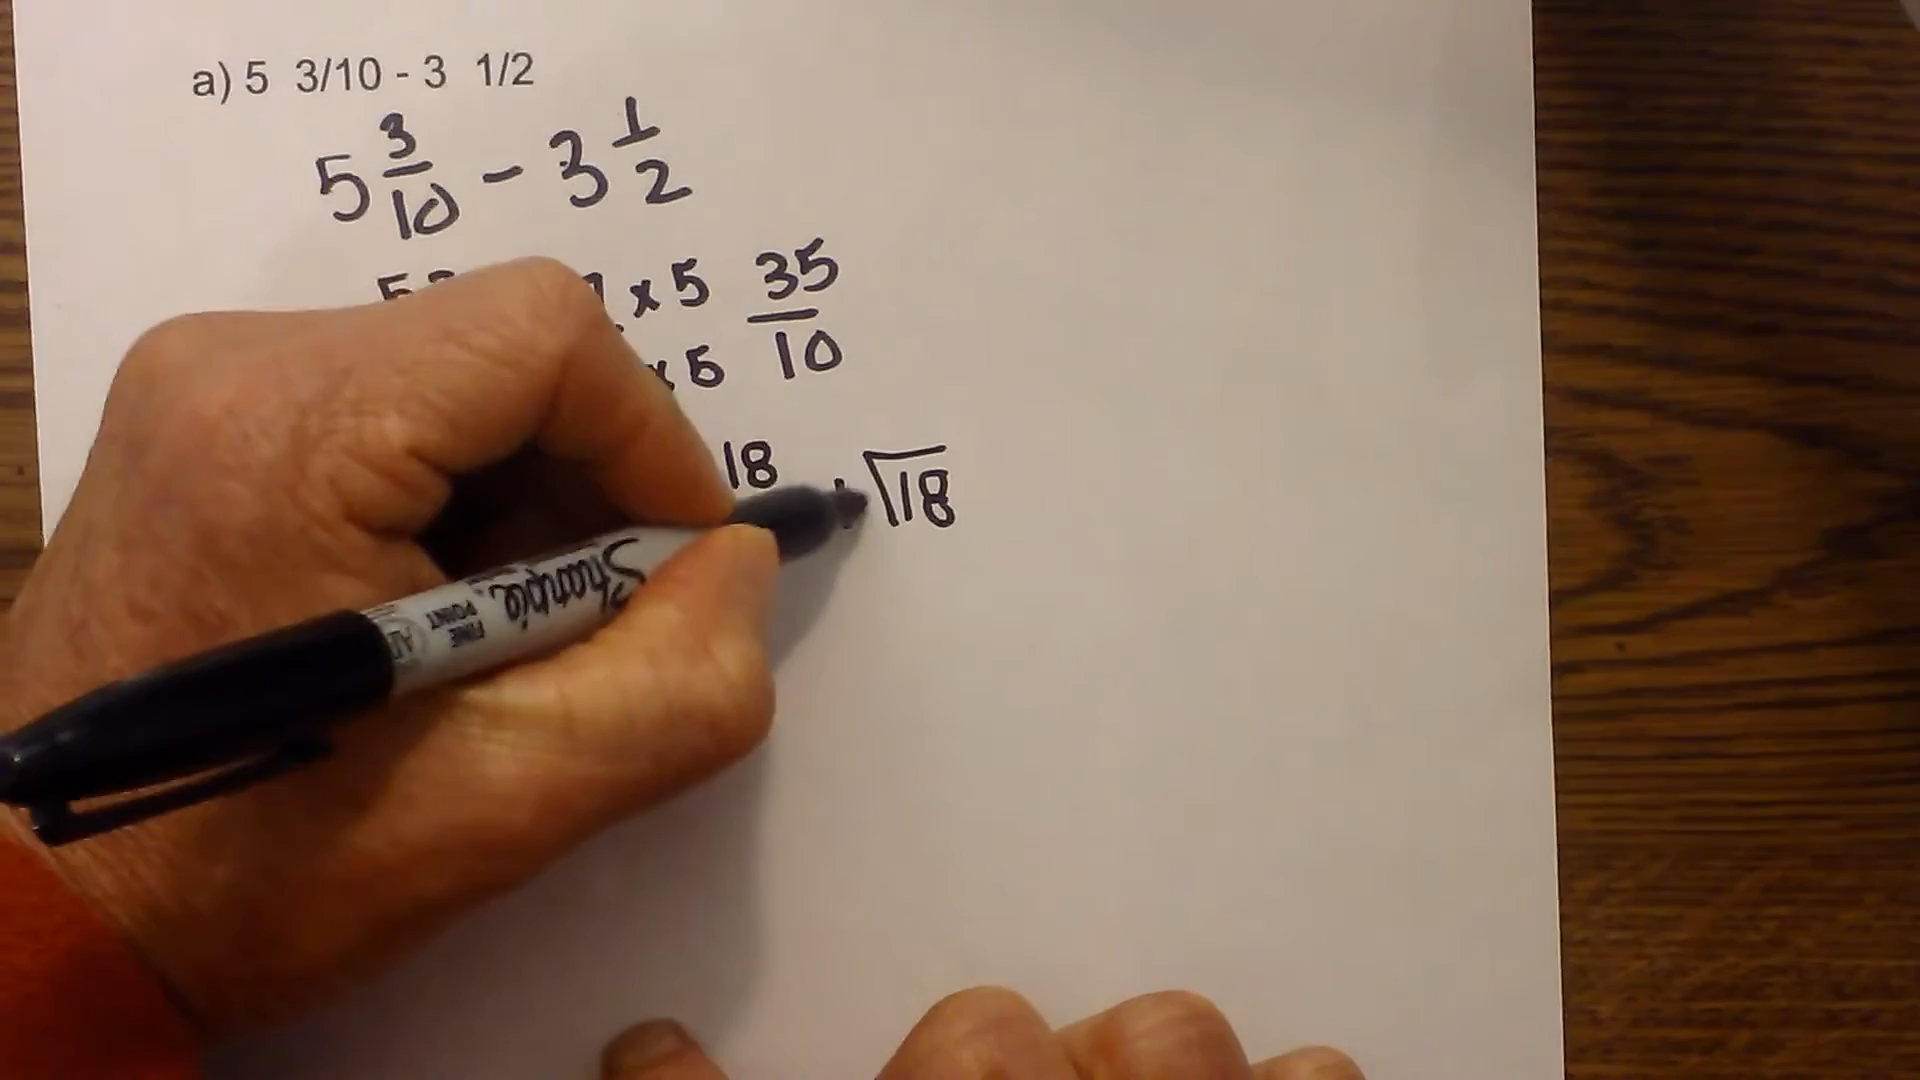 a) 5 3/10 - 3 1/2
5 3/10 - 3 1/2
x 5 35
x 5 10
18 18
Sharpie
FINE
POINT